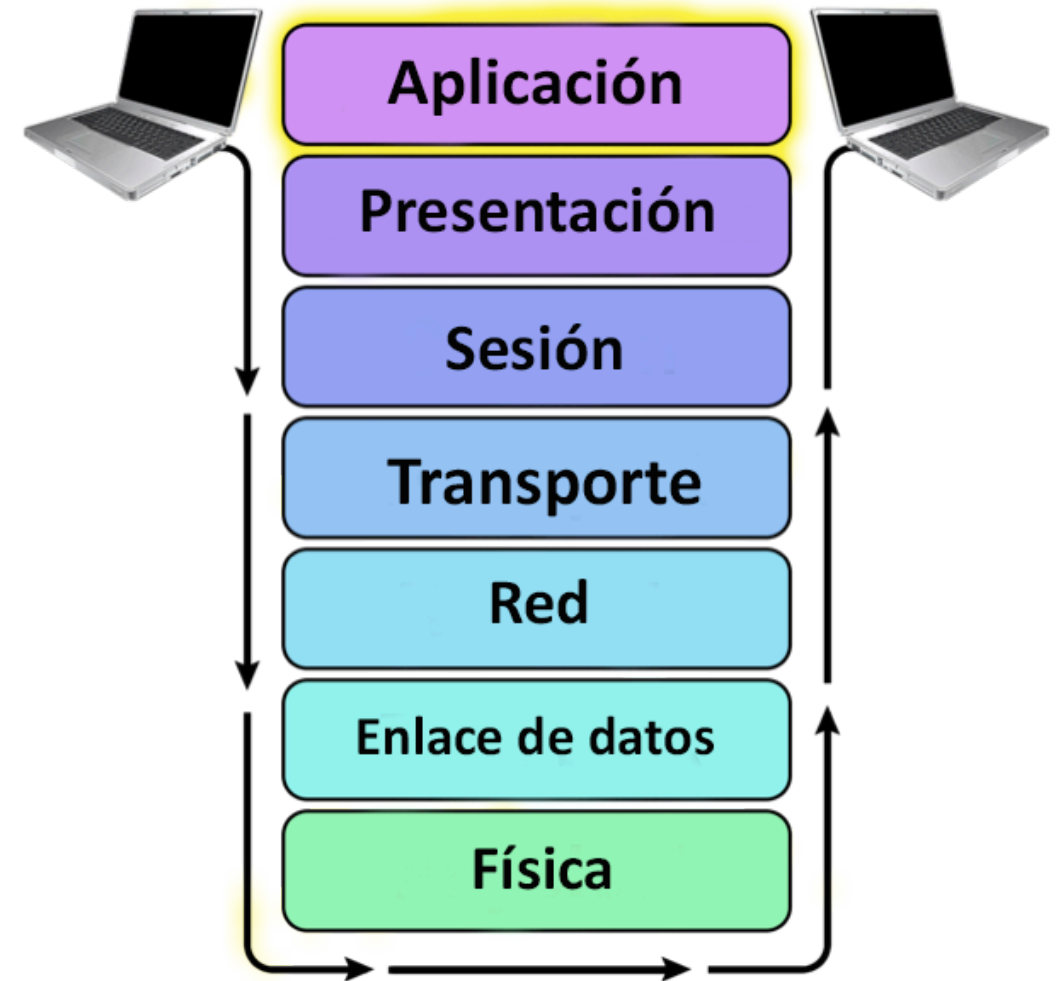 Aplicación
Presentación
Sesión
Transporte
Red
Enlace de datos
Física